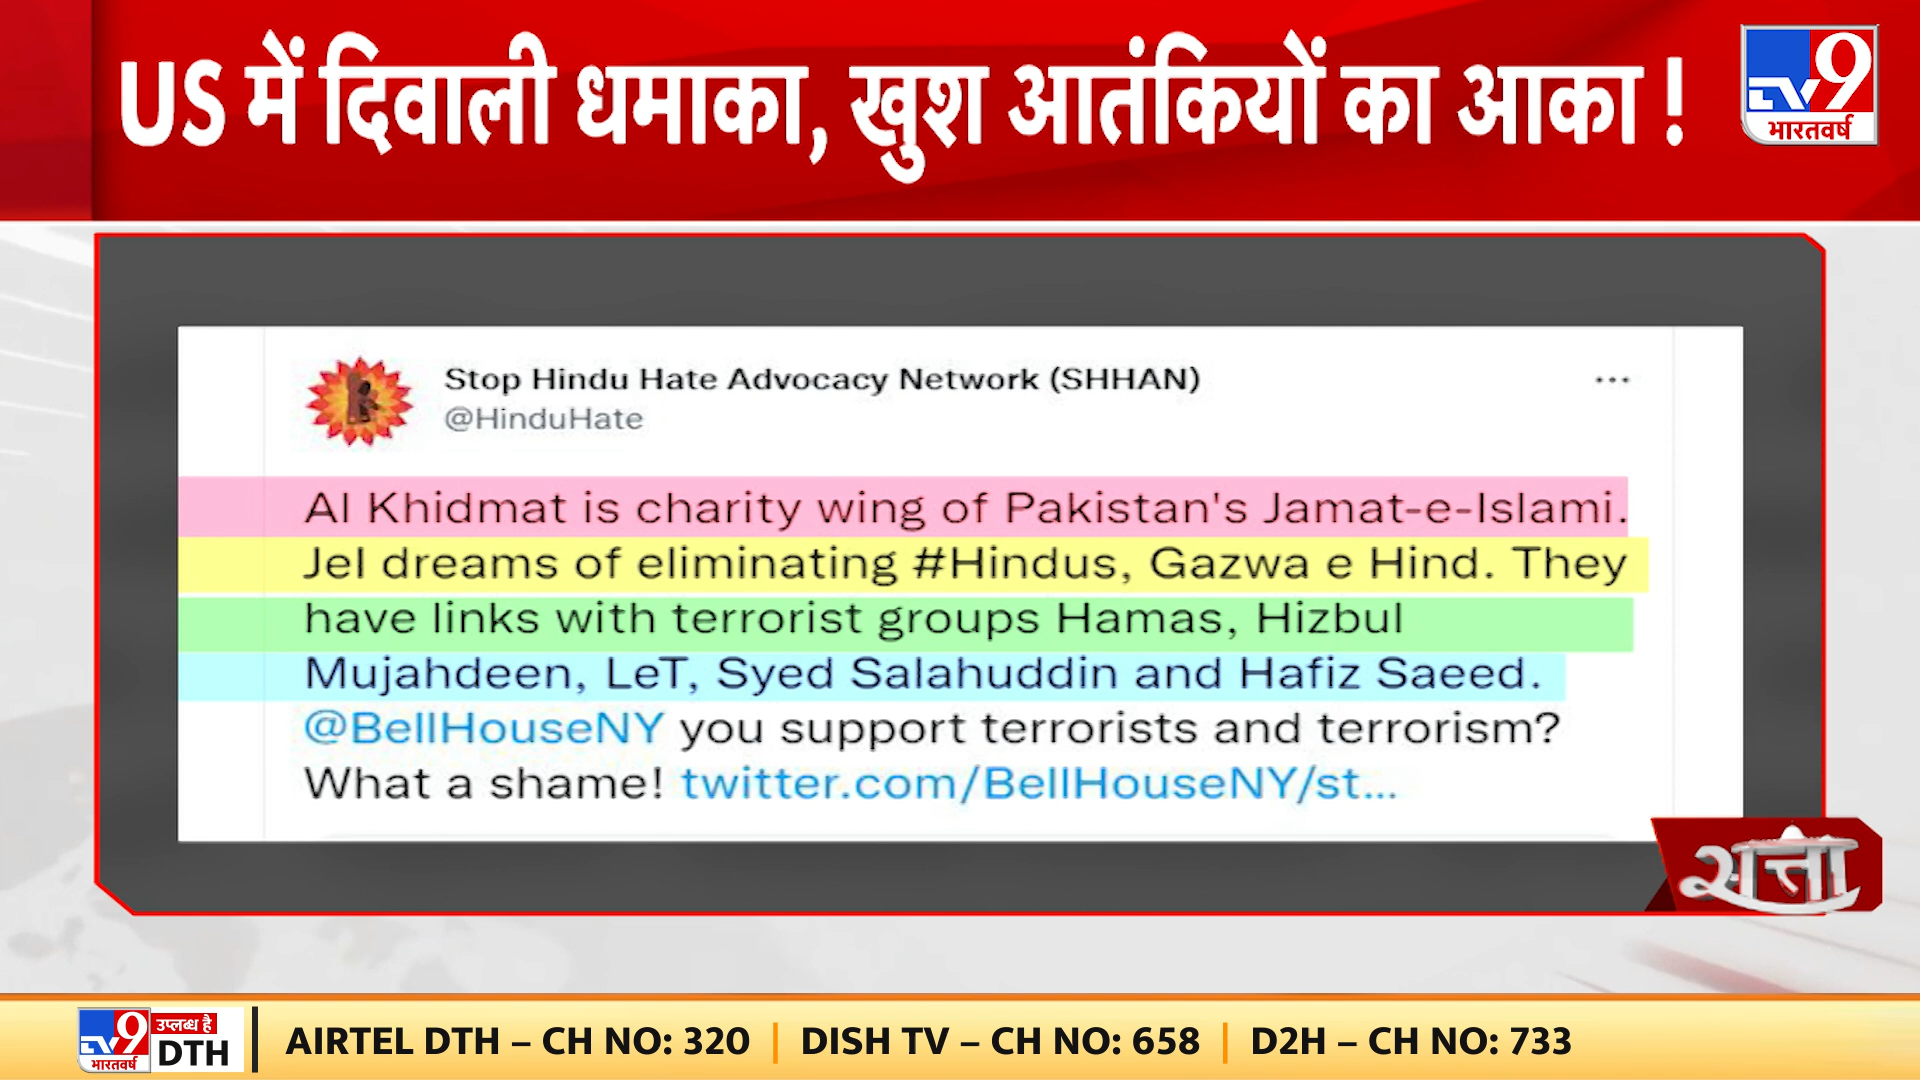 US में दिवाली धमाका, खुश आतंकियों का आका !
TV9
भारतवर्ष
Stop Hindu Hate Advocacy Network (SHHAN)
@HinduHate
Al Khidmat is charity wing of Pakistan's Jamat-e-Islami.
JeI dreams of eliminating #Hindus, Gazwa e Hind. They
have links with terrorist groups Hamas, Hizbul
Mujahdeen, LeT, Syed Salahuddin and Hafiz Saeed.
@BellHouseNY you support terrorists and terrorism?
What a shame! twitter.com/BellHouseNY/st...
सत्ता
TV9 भारतवर्ष उपलब्ध है DTH | AIRTEL DTH – CH NO: 320 | DISH TV – CH NO: 658 | D2H – CH NO: 733